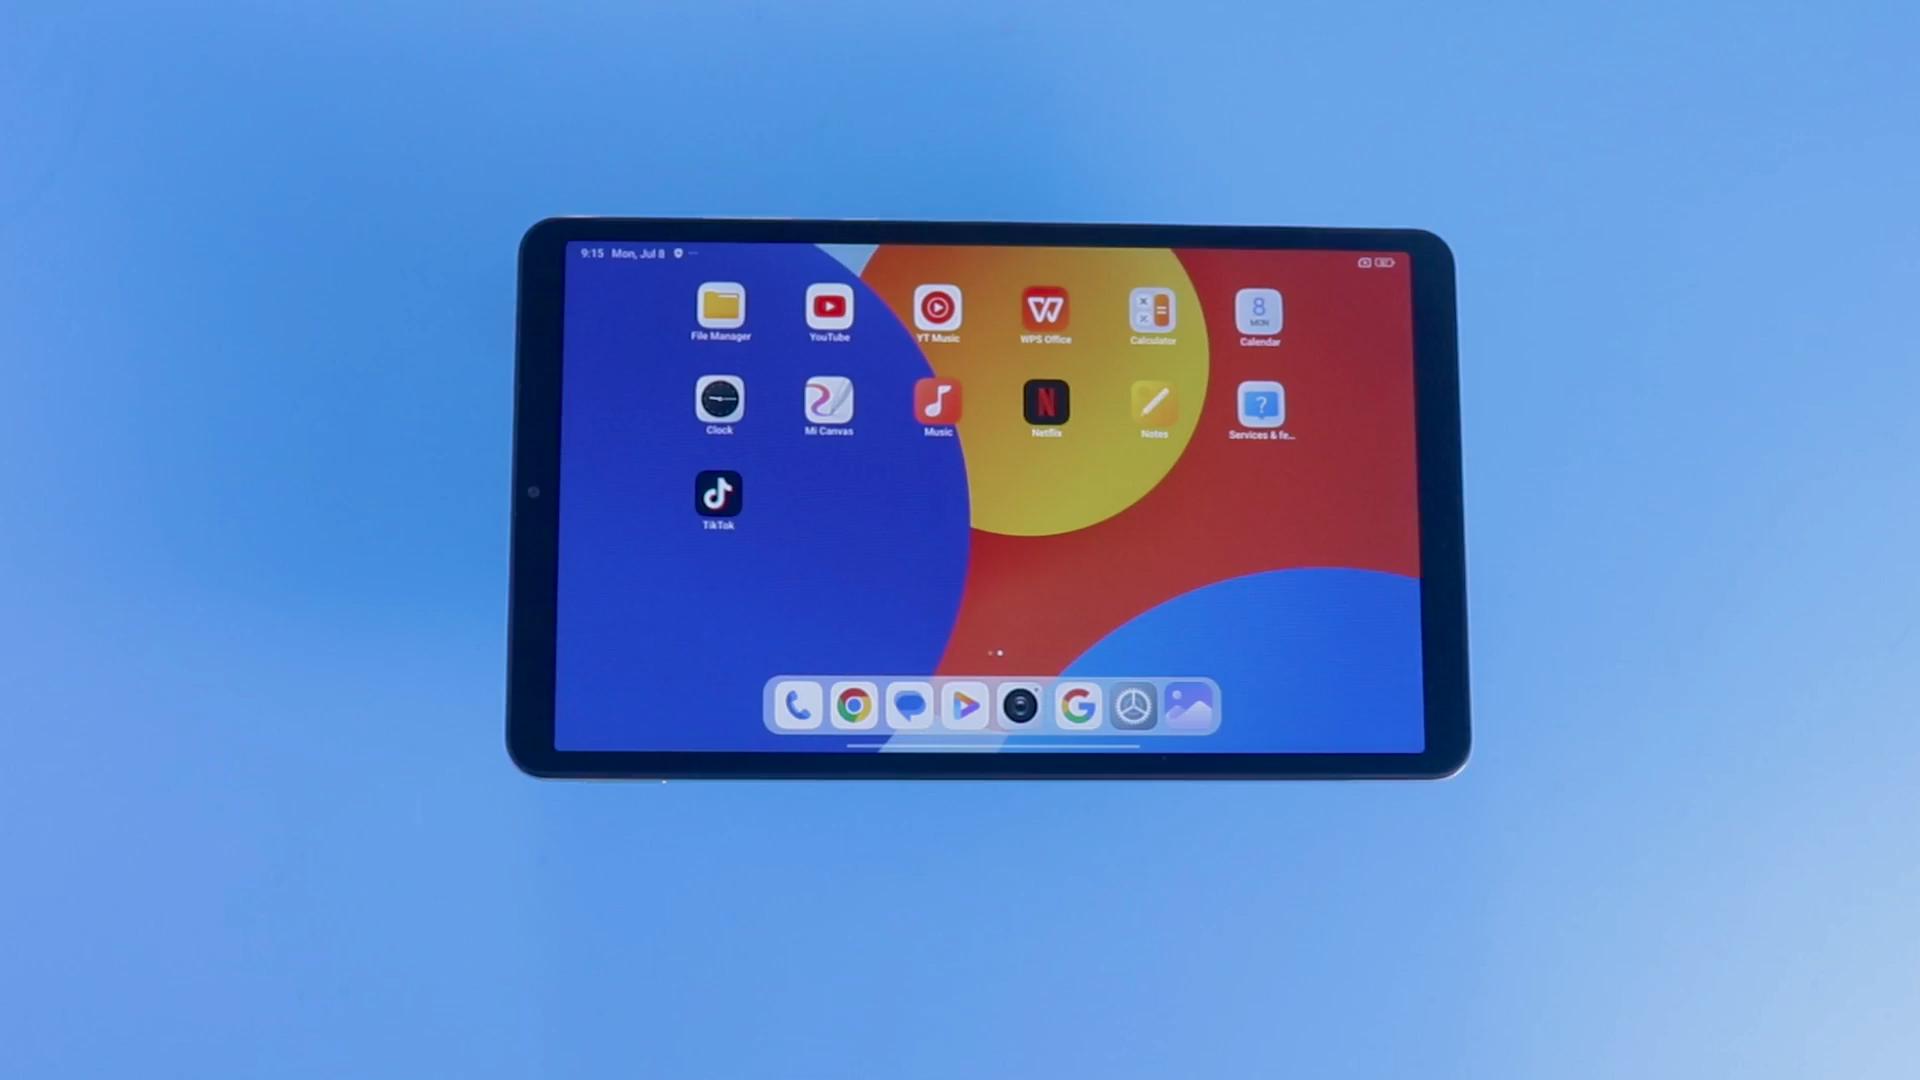 9:15 Mon, Jul 8
File Manager YouTube YT Music WPS Office Calculator 8 MON Calendar
Clock Mi Canvas Music Netflix Notes Services & fe...
TikTok